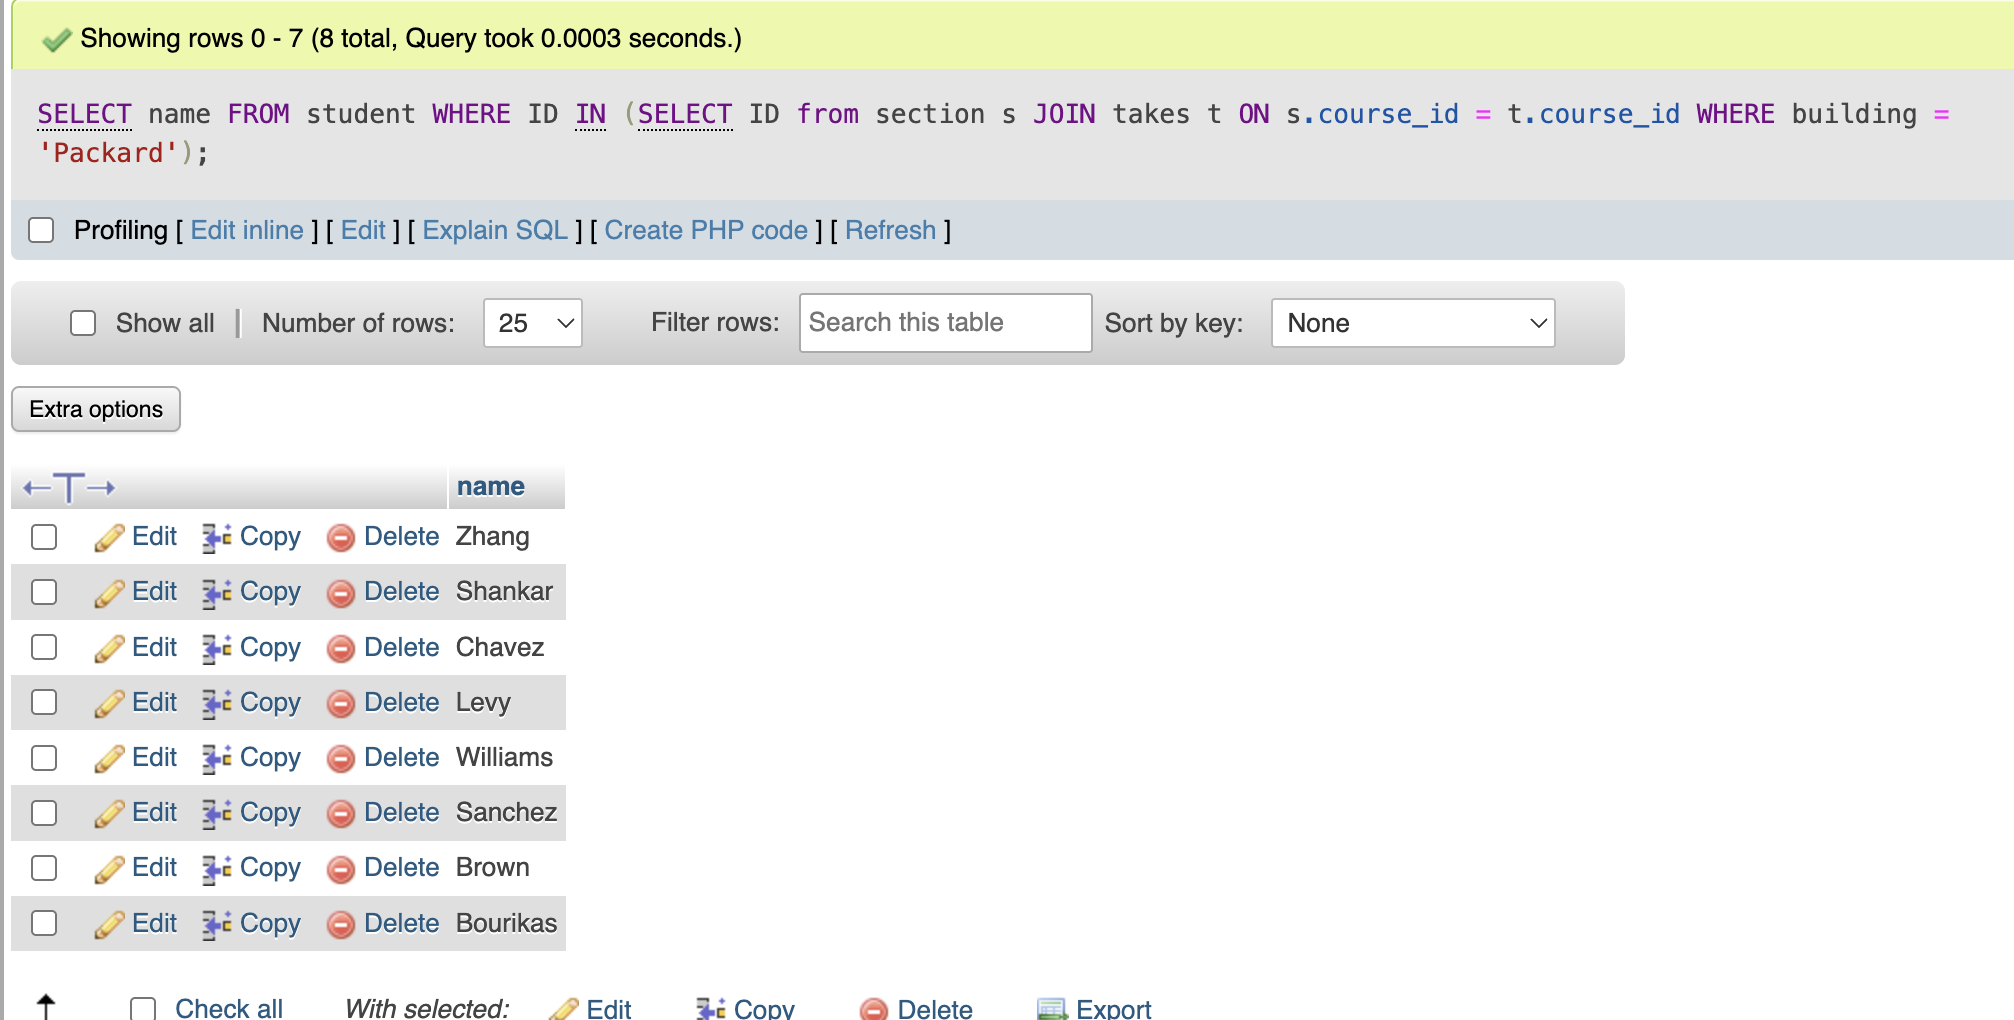 Showing rows 0 - 7 (8 total, Query took 0.0003 seconds.)
SELECT name FROM student WHERE ID IN (SELECT ID from section s JOIN takes t ON s.course_id = t.course_id WHERE building =
'Packard');
Profiling [ Edit inline ] [ Edit ] [ Explain SQL ] [ Create PHP code ] [ Refresh ]
Show all | Number of rows: 25 Filter rows: Search this table Sort by key: None
Extra options
←T→ name
Edit Copy Delete Zhang
Edit Copy Delete Shankar
Edit Copy Delete Chavez
Edit Copy Delete Levy
Edit Copy Delete Williams
Edit Copy Delete Sanchez
Edit Copy Delete Brown
Edit Copy Delete Bourikas
Check all With selected: Edit Copy Delete Export